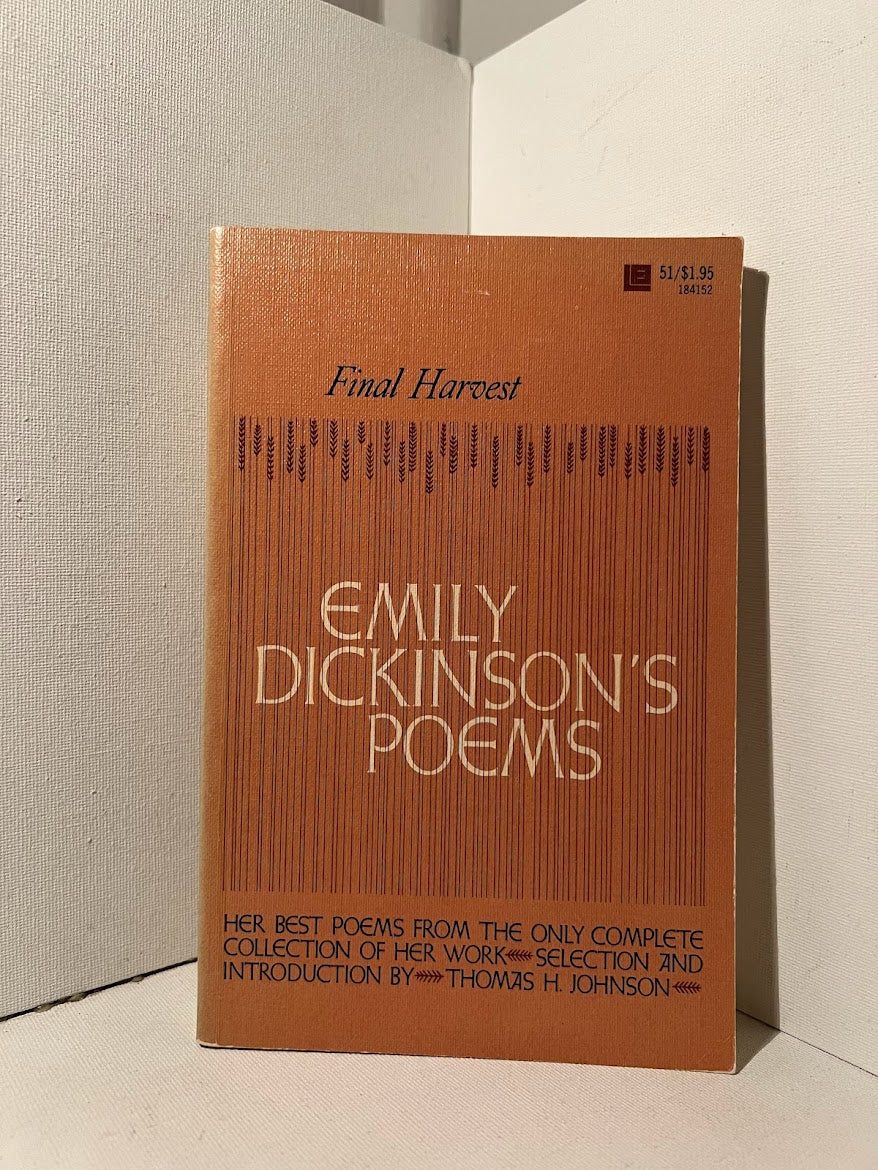 51/$1.95
184152
Final Harvest
EMILY
DICKINSON'S
POEMS
HER BEST POEMS FROM THE ONLY COMPLETE
COLLECTION OF HER WORK SELECTION AND
INTRODUCTION BY THOMAS H. JOHNSON